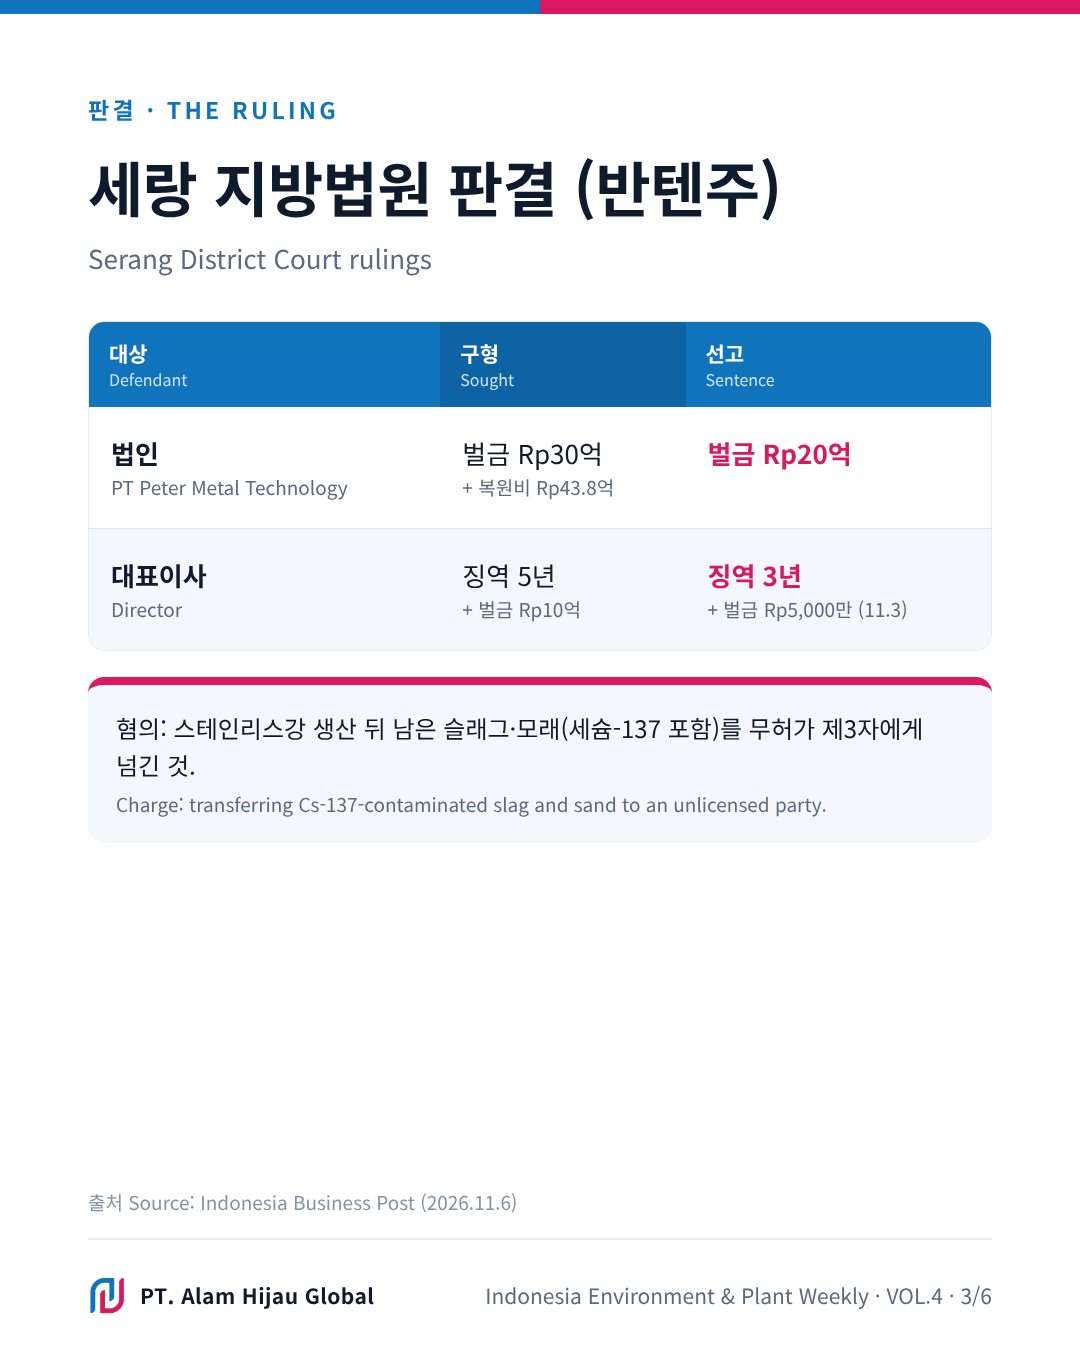 판결 · THE RULING
세랑 지방법원 판결 (반텐주)
Serang District Court rulings
대상
Defendant
구형
Sought
선고
Sentence
법인
PT Peter Metal Technology
벌금 Rp30억
+ 복원비 Rp43.8억
벌금 Rp20억
대표이사
Director
징역 5년
+ 벌금 Rp10억
징역 3년
+ 벌금 Rp5,000만 (11.3)
혐의: 스테인리스강 생산 뒤 남은 슬래그·모래(세슘-137 포함)를 무허가 제3자에게
넘긴 것.
Charge: transferring Cs-137-contaminated slag and sand to an unlicensed party.
출처 Source: Indonesia Business Post (2026.11.6)
PT. Alam Hijau Global
Indonesia Environment & Plant Weekly · VOL.4 · 3/6